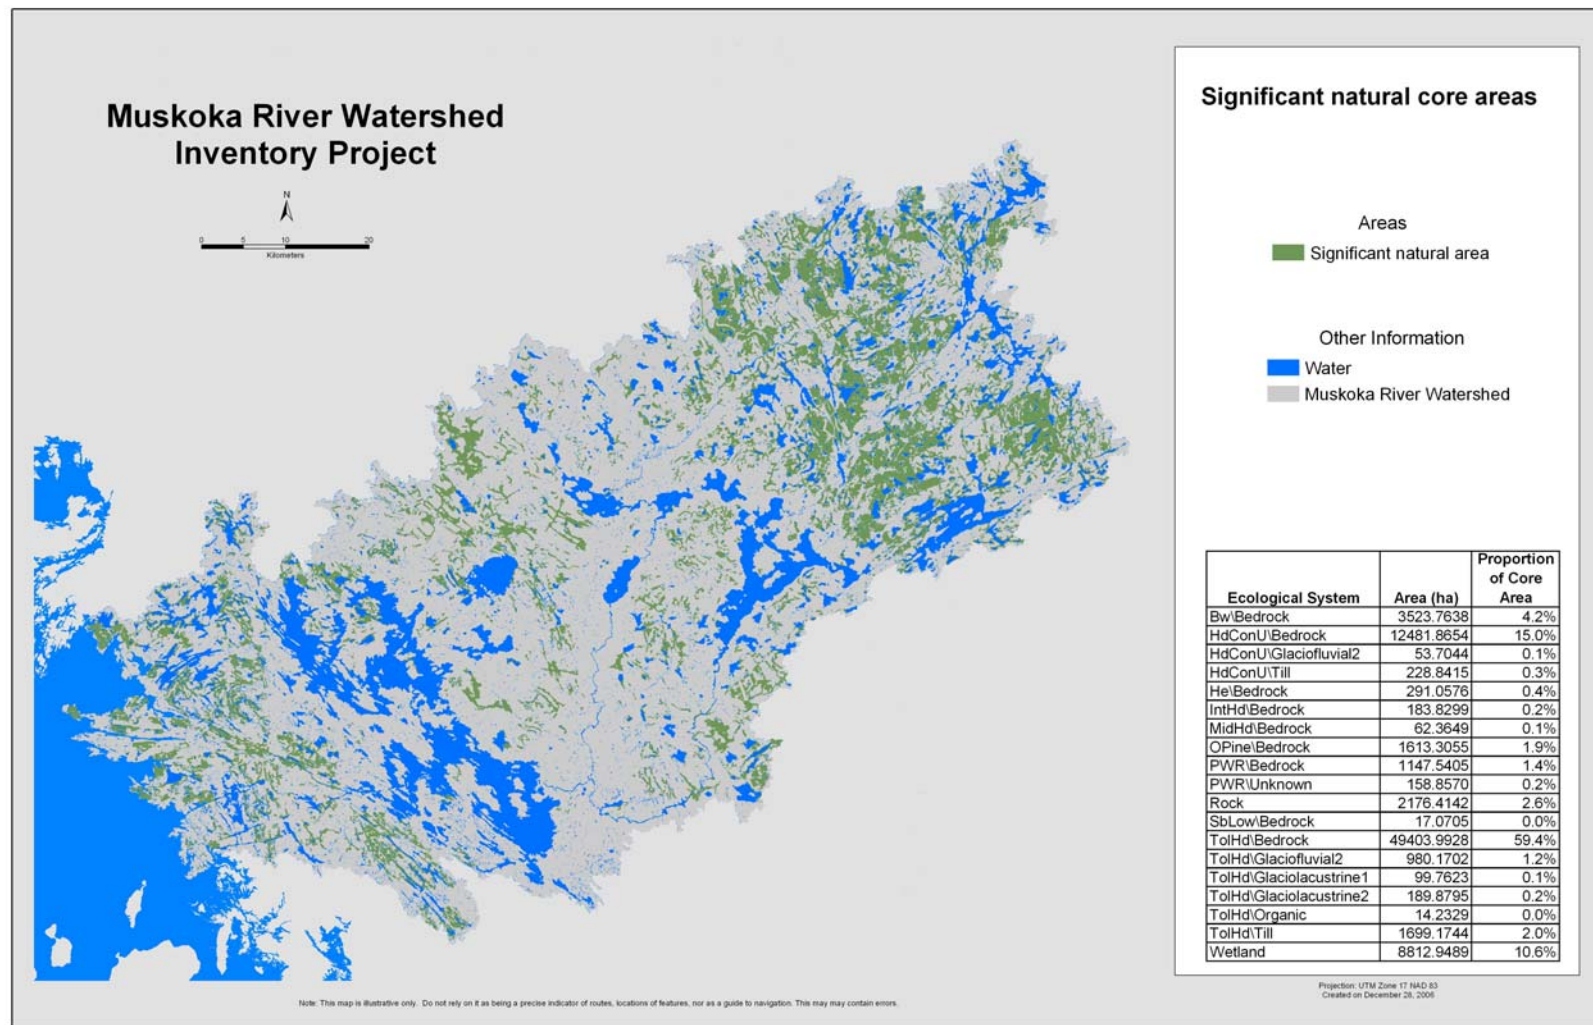 Muskoka River Watershed
Inventory Project
N
0 5 10 20
Kilometers
Significant natural core areas
Areas
Significant natural area
Other Information
Water
Muskoka River Watershed
Ecological System Area (ha) Proportion of Core Area
Bw\Bedrock 3523.7638 4.2%
HdConU\Bedrock 12481.8654 15.0%
HdConU\Glaciofluvial2 53.7044 0.1%
HdConU\Till 228.8415 0.3%
He\Bedrock 291.0576 0.4%
IntHd\Bedrock 183.8299 0.2%
MidHd\Bedrock 62.3649 0.1%
OPine\Bedrock 1613.3055 1.9%
PWR\Bedrock 1147.5405 1.4%
PWR\Unknown 158.8570 0.2%
Rock 2176.4142 2.6%
SbLow\Bedrock 17.0705 0.0%
TolHd\Bedrock 49403.9928 59.4%
TolHd\Glaciofluvial2 980.1702 1.2%
TolHd\Glaciolacustrine1 99.7623 0.1%
TolHd\Glaciolacustrine2 189.8795 0.2%
TolHd\Organic 14.2329 0.0%
TolHd\Till 1699.1744 2.0%
Wetland 8812.9489 10.6%
Projection: UTM Zone 17 NAD 83
Created on December 28, 2006
Note: This map is illustrative only. Do not rely on it as being a precise indicator of routes, locations of features, nor as a guide to navigation. This may may contain errors.